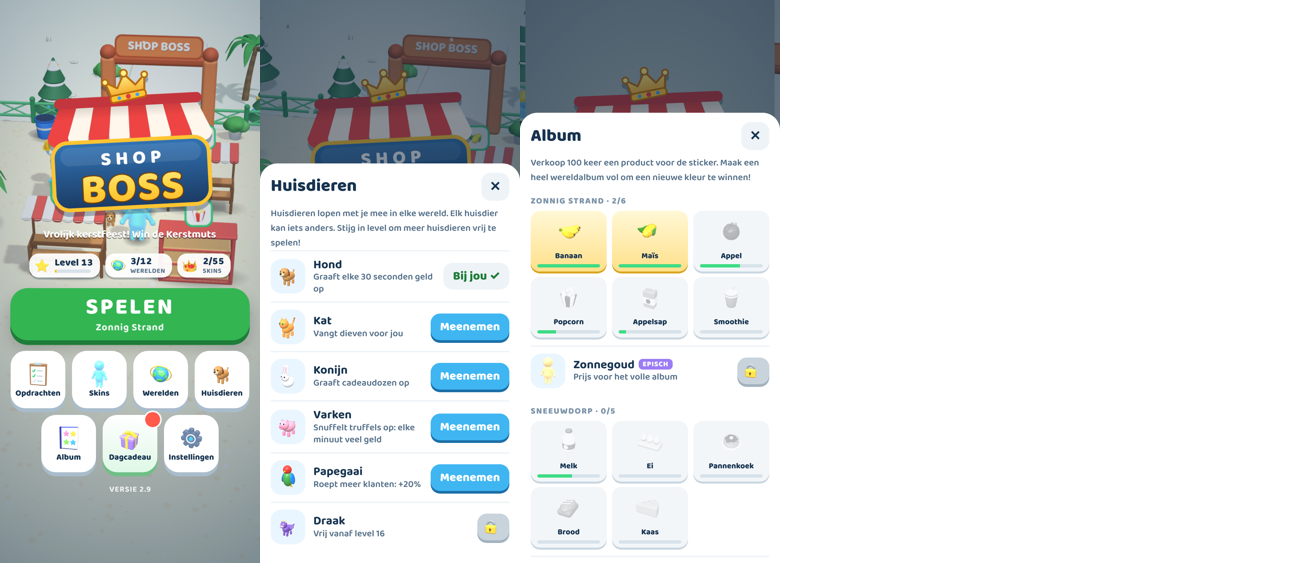 SHOP BOSS
SHOP
BOSS
Vrolijk kerstfeest! Win de Kerstmuts
Level 13
3/12
WERELDEN
2/55
SKINS
SPELEN
Zonnig Strand
Opdrachten
Skins
Werelden
Huisdieren
Album
Dagcadeau
Instellingen
VERSIE 2.9
SHOP BOSS
SHOP
Huisdieren
Huisdieren lopen met je mee in elke wereld. Elk huisdier
kan iets anders. Stijg in level om meer huisdieren vrij te
spelen!
Hond
Graaft elke 30 seconden geld
op
Bij jou
Kat
Vangt dieven voor jou
Meenemen
Konijn
Graaft cadeaudozen op
Meenemen
Varken
Snuffelt truffels op: elke
minuut veel geld
Meenemen
Papegaai
Roept meer klanten: +20%
Meenemen
Draak
Vrij vanaf level 16
Album
Verkoop 100 keer een product voor de sticker. Maak een
heel wereldalbum vol om een nieuwe kleur te winnen!
ZONNIG STRAND · 2/6
Banaan
Maïs
Appel
Popcorn
Appelsap
Smoothie
Zonnegoud EPISCH
Prijs voor het volle album
SNEEUWDORP · 0/5
Melk
Ei
Pannenkoek
Brood
Kaas